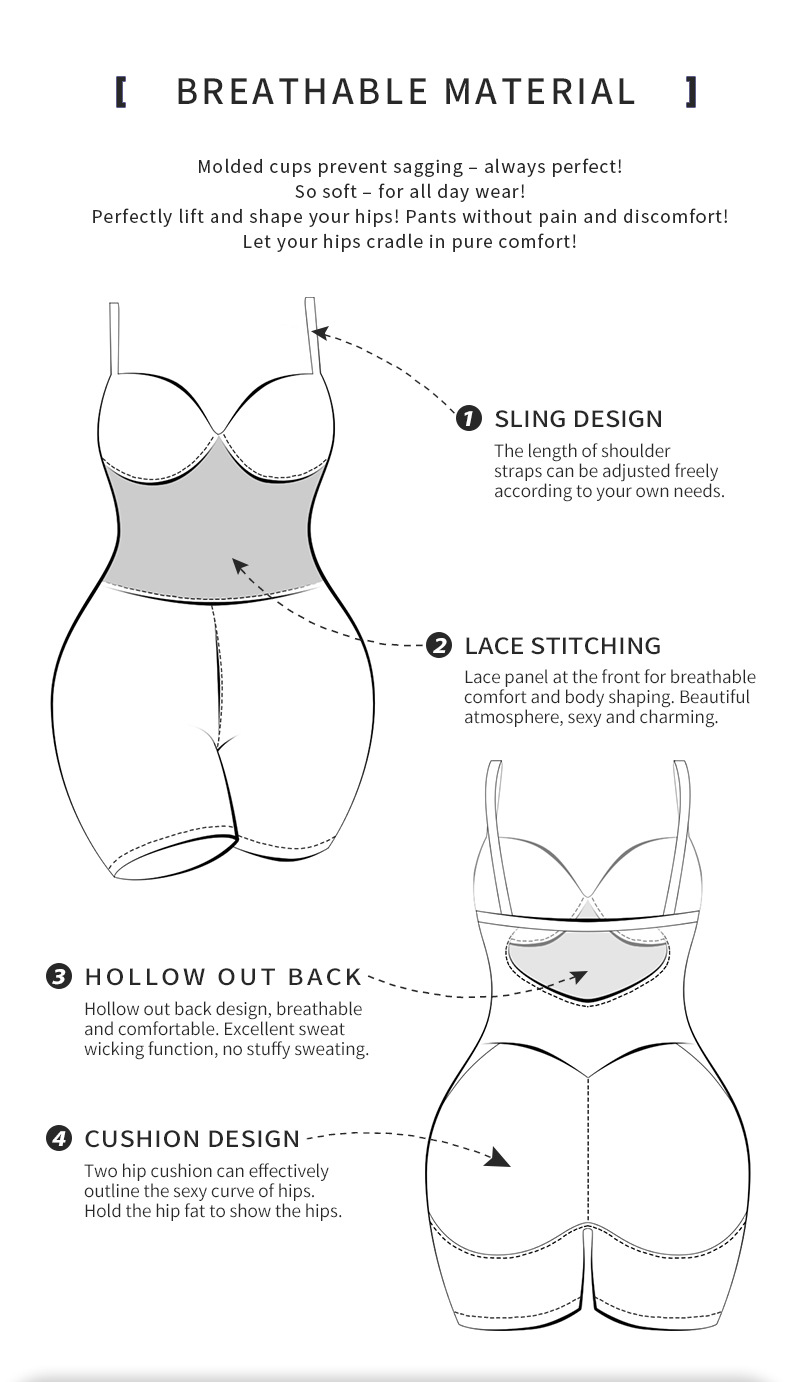 [ BREATHABLE MATERIAL ]
Molded cups prevent sagging – always perfect!
So soft – for all day wear!
Perfectly lift and shape your hips! Pants without pain and discomfort!
Let your hips cradle in pure comfort!
1 SLING DESIGN
The length of shoulder
straps can be adjusted freely
according to your own needs.
2 LACE STITCHING
Lace panel at the front for breathable
comfort and body shaping. Beautiful
atmosphere, sexy and charming.
3 HOLLOW OUT BACK
Hollow out back design, breathable
and comfortable. Excellent sweat
wicking function, no stuffy sweating.
4 CUSHION DESIGN
Two hip cushion can effectively
outline the sexy curve of hips.
Hold the hip fat to show the hips.